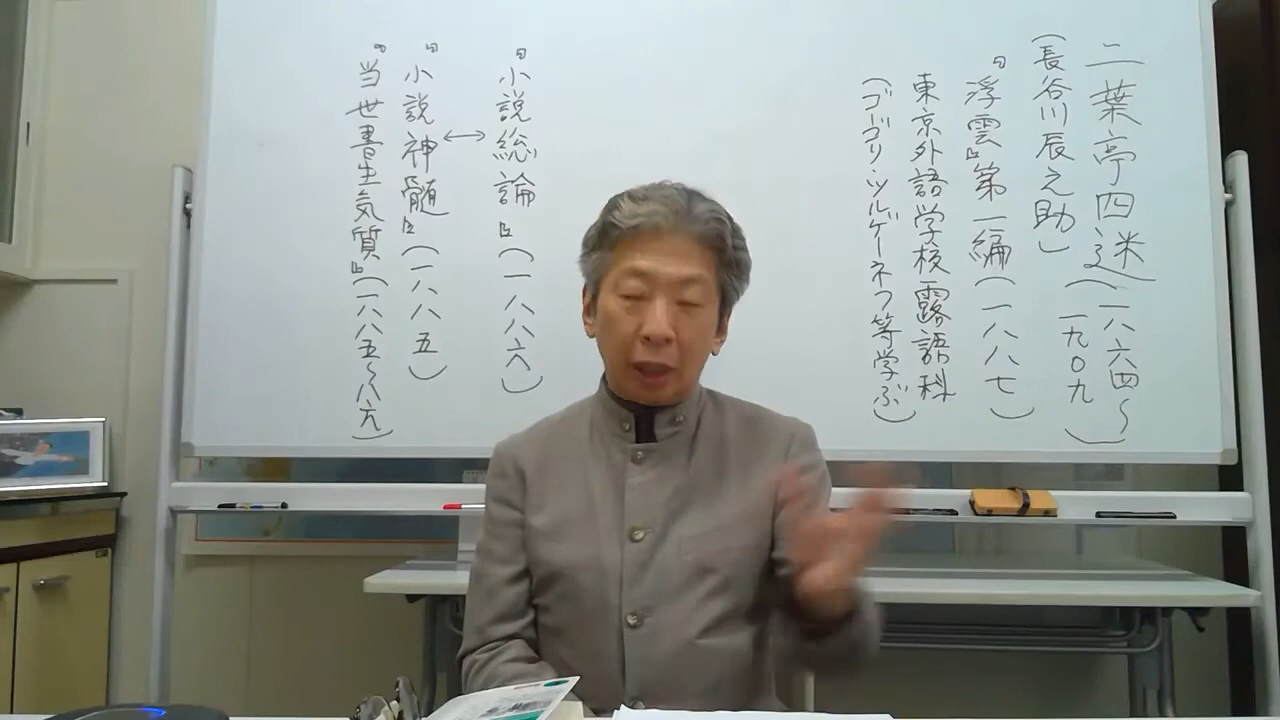 二葉亭四迷(一八六四〜一九〇九)
(長谷川辰之助)
『浮雲』第一編(一八八七)
東京外語学校露語科
(ゴーゴリ・ツルゲーネフ等学ぶ)
『小説総論』(一八八六)
↔
『小説神髄』(一八八五)
『当世書生気質』(一八八五〜八六)